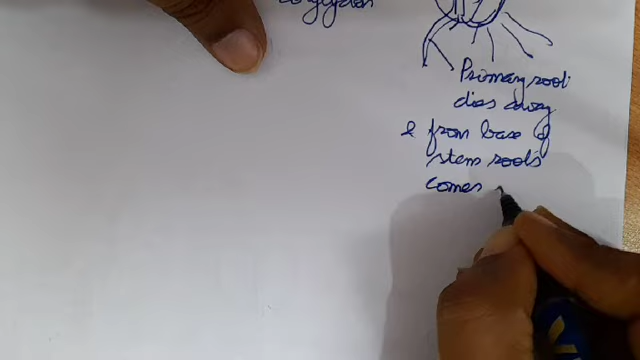 Primary root
dies away
& from base of
stem roots
comes